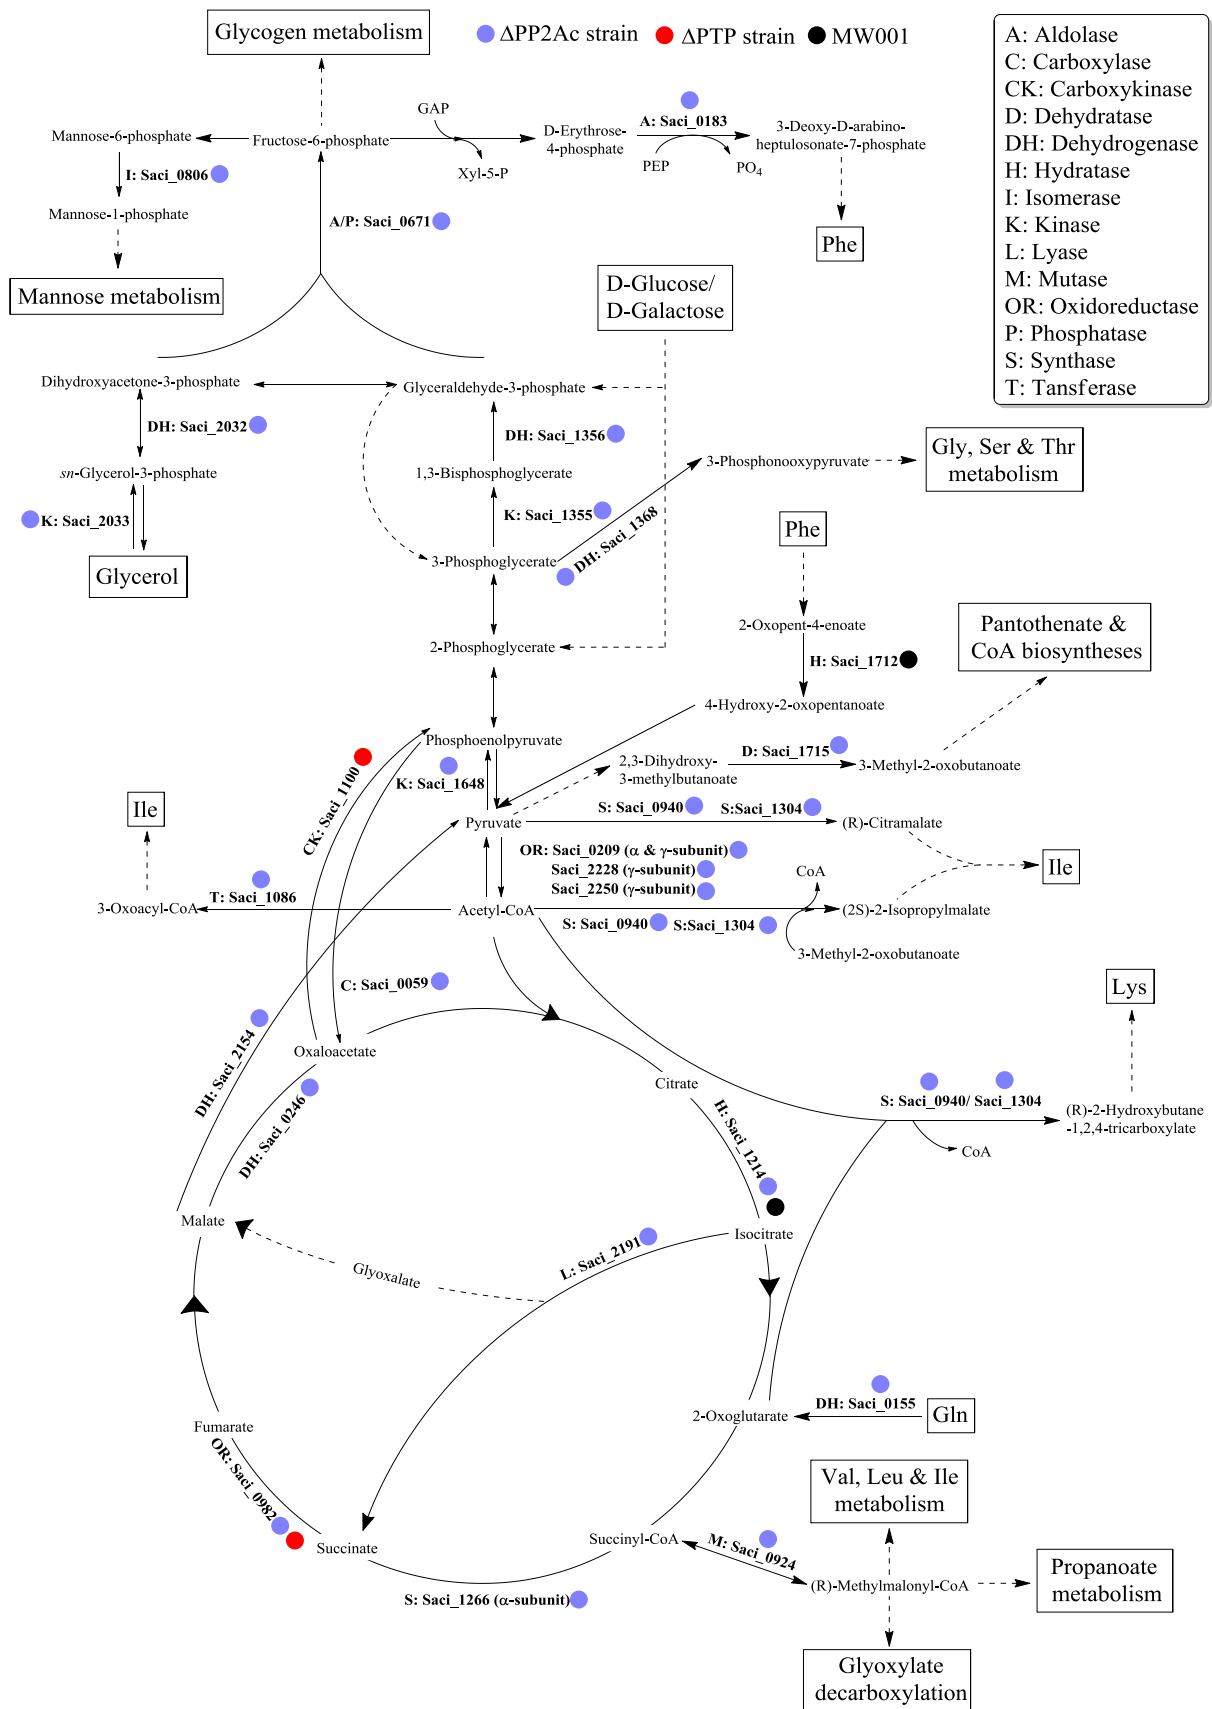 Glycogen metabolism
ΔPP2Ac strain
ΔPTP strain
MW001
A: Aldolase
C: Carboxylase
CK: Carboxykinase
D: Dehydratase
DH: Dehydrogenase
H: Hydratase
I: Isomerase
K: Kinase
L: Lyase
M: Mutase
OR: Oxidoreductase
P: Phosphatase
S: Synthase
T: Tansferase
GAP
Mannose-6-phosphate
Fructose-6-phosphate
Xyl-5-P
D-Erythrose-
4-phosphate
A: Saci_0183
PEP
PO4
3-Deoxy-D-arabino-
heptulosonate-7-phosphate
I: Saci_0806
Mannose-1-phosphate
A/P: Saci_0671
Phe
Mannose metabolism
D-Glucose/
D-Galactose
Dihydroxyacetone-3-phosphate
Glyceraldehyde-3-phosphate
DH: Saci_2032
DH: Saci_1356
sn-Glycerol-3-phosphate
1,3-Bisphosphoglycerate
3-Phosphonooxypyruvate
Gly, Ser & Thr
metabolism
K: Saci_2033
K: Saci_1355
DH: Saci_1368
Glycerol
3-Phosphoglycerate
Phe
2-Oxopent-4-enoate
2-Phosphoglycerate
H: Saci_1712
Pantothenate &
CoA biosyntheses
4-Hydroxy-2-oxopentanoate
Phosphoenolpyruvate
CK: Saci_1100
K: Saci_1648
2,3-Dihydroxy-
3-methylbutanoate
D: Saci_1715
3-Methyl-2-oxobutanoate
Ile
Pyruvate
S: Saci_0940
S:Saci_1304
(R)-Citramalate
OR: Saci_0209 (α & γ-subunit)
Saci_2228 (γ-subunit)
Saci_2250 (γ-subunit)
CoA
Ile
3-Oxoacyl-CoA
T: Saci_1086
Acetyl-CoA
S: Saci_0940
S:Saci_1304
(2S)-2-Isopropylmalate
3-Methyl-2-oxobutanoate
C: Saci_0059
Lys
DH: Saci_2154
Oxaloacetate
DH: Saci_0246
Citrate
H: Saci_1214
S: Saci_0940/ Saci_1304
(R)-2-Hydroxybutane
-1,2,4-tricarboxylate
CoA
Malate
Isocitrate
L: Saci_2191
Glyoxalate
DH: Saci_0155
Gln
2-Oxoglutarate
Fumarate
OR: Saci_0982
Val, Leu & Ile
metabolism
Succinate
Succinyl-CoA
M: Saci_0924
(R)-Methylmalonyl-CoA
Propanoate
metabolism
S: Saci_1266 (α-subunit)
Glyoxylate
decarboxylation